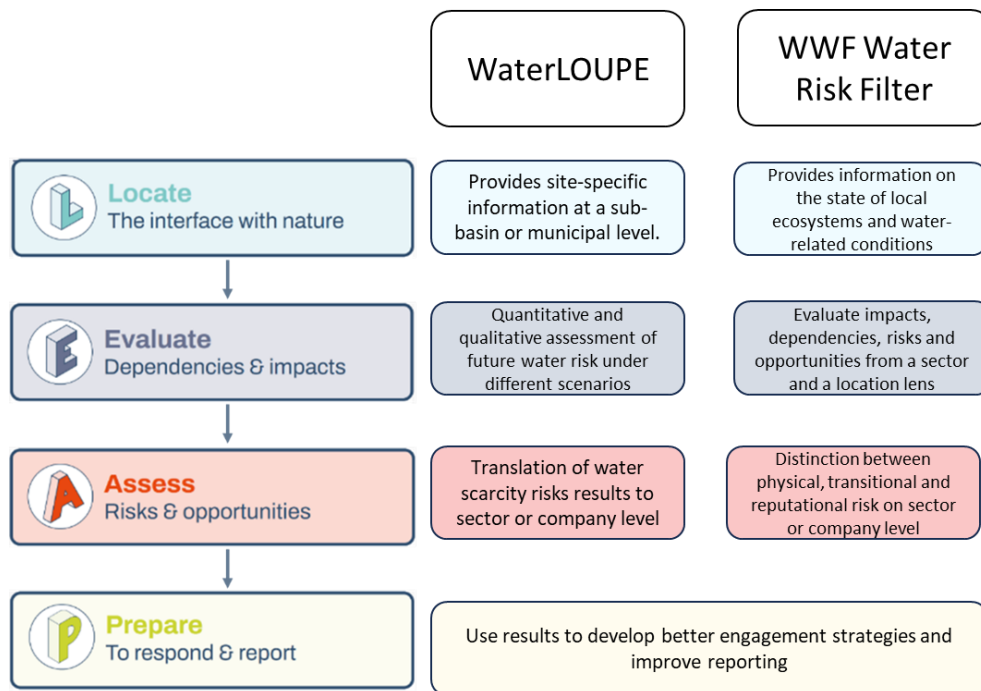 WaterLOUPE
WWF Water
Risk Filter
L
Locate
The interface with nature
Provides site-specific
information at a sub-
basin or municipal level.
Provides information on
the state of local
ecosystems and water-
related conditions
E
Evaluate
Dependencies & impacts
Quantitative and
qualitative assessment of
future water risk under
different scenarios
Evaluate impacts,
dependencies, risks and
opportunities from a sector
and a location lens
A
Assess
Risks & opportunities
Translation of water
scarcity risks results to
sector or company level
Distinction between
physical, transitional and
reputational risk on sector
or company level
P
Prepare
To respond & report
Use results to develop better engagement strategies and
improve reporting